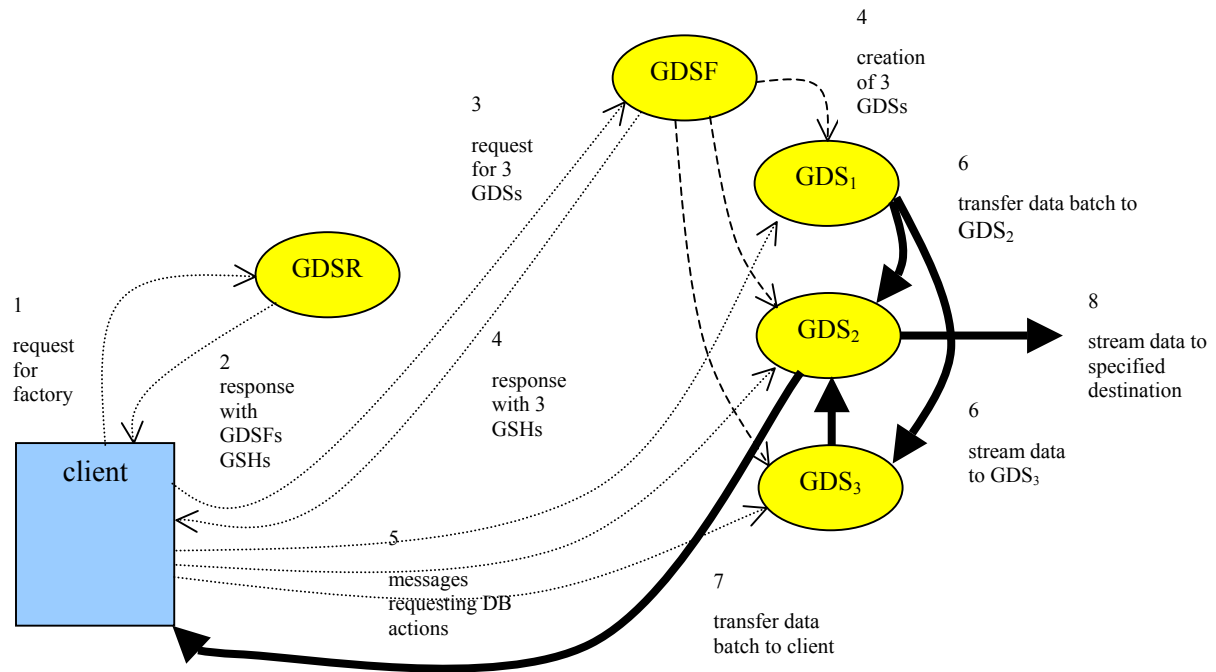 4
creation
of 3
GDSs
GDSF
3
request
for 3
GDSs
GDS₁
6
transfer data batch to
GDS₂
GDSR
1
request
for
factory
2
response
with
GDSFs
GSHs
4
response
with 3
GSHs
GDS₂
8
stream data to
specified
destination
6
stream data
to GDS₃
client
GDS₃
5
messages
requesting DB
actions
7
transfer data
batch to client